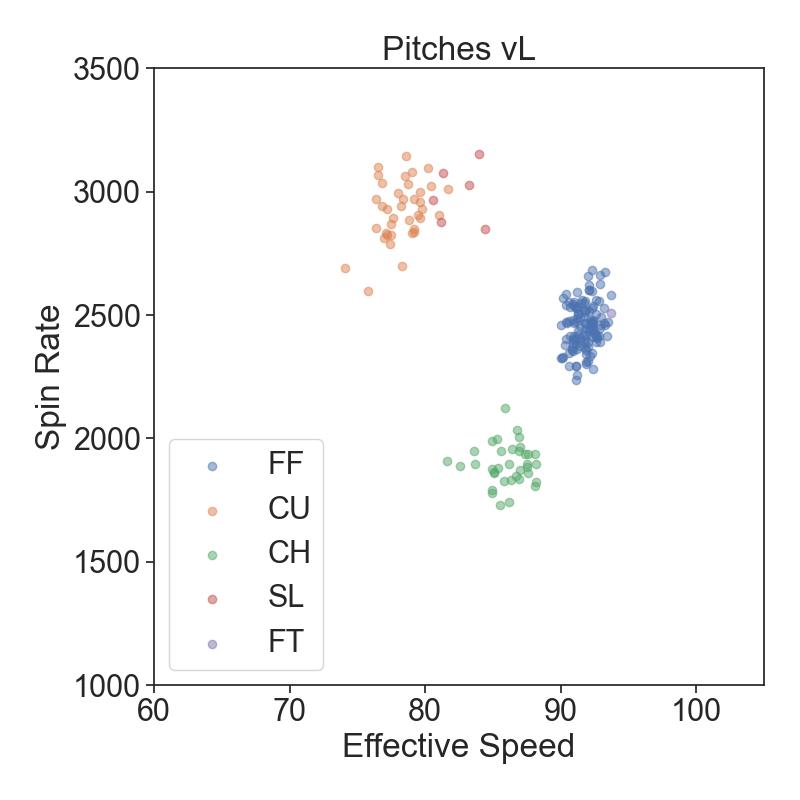 Pitches vL
3500
3000
2500
2000
1500
1000
Spin Rate
FF
CU
CH
SL
FT
60 70 80 90 100
Effective Speed